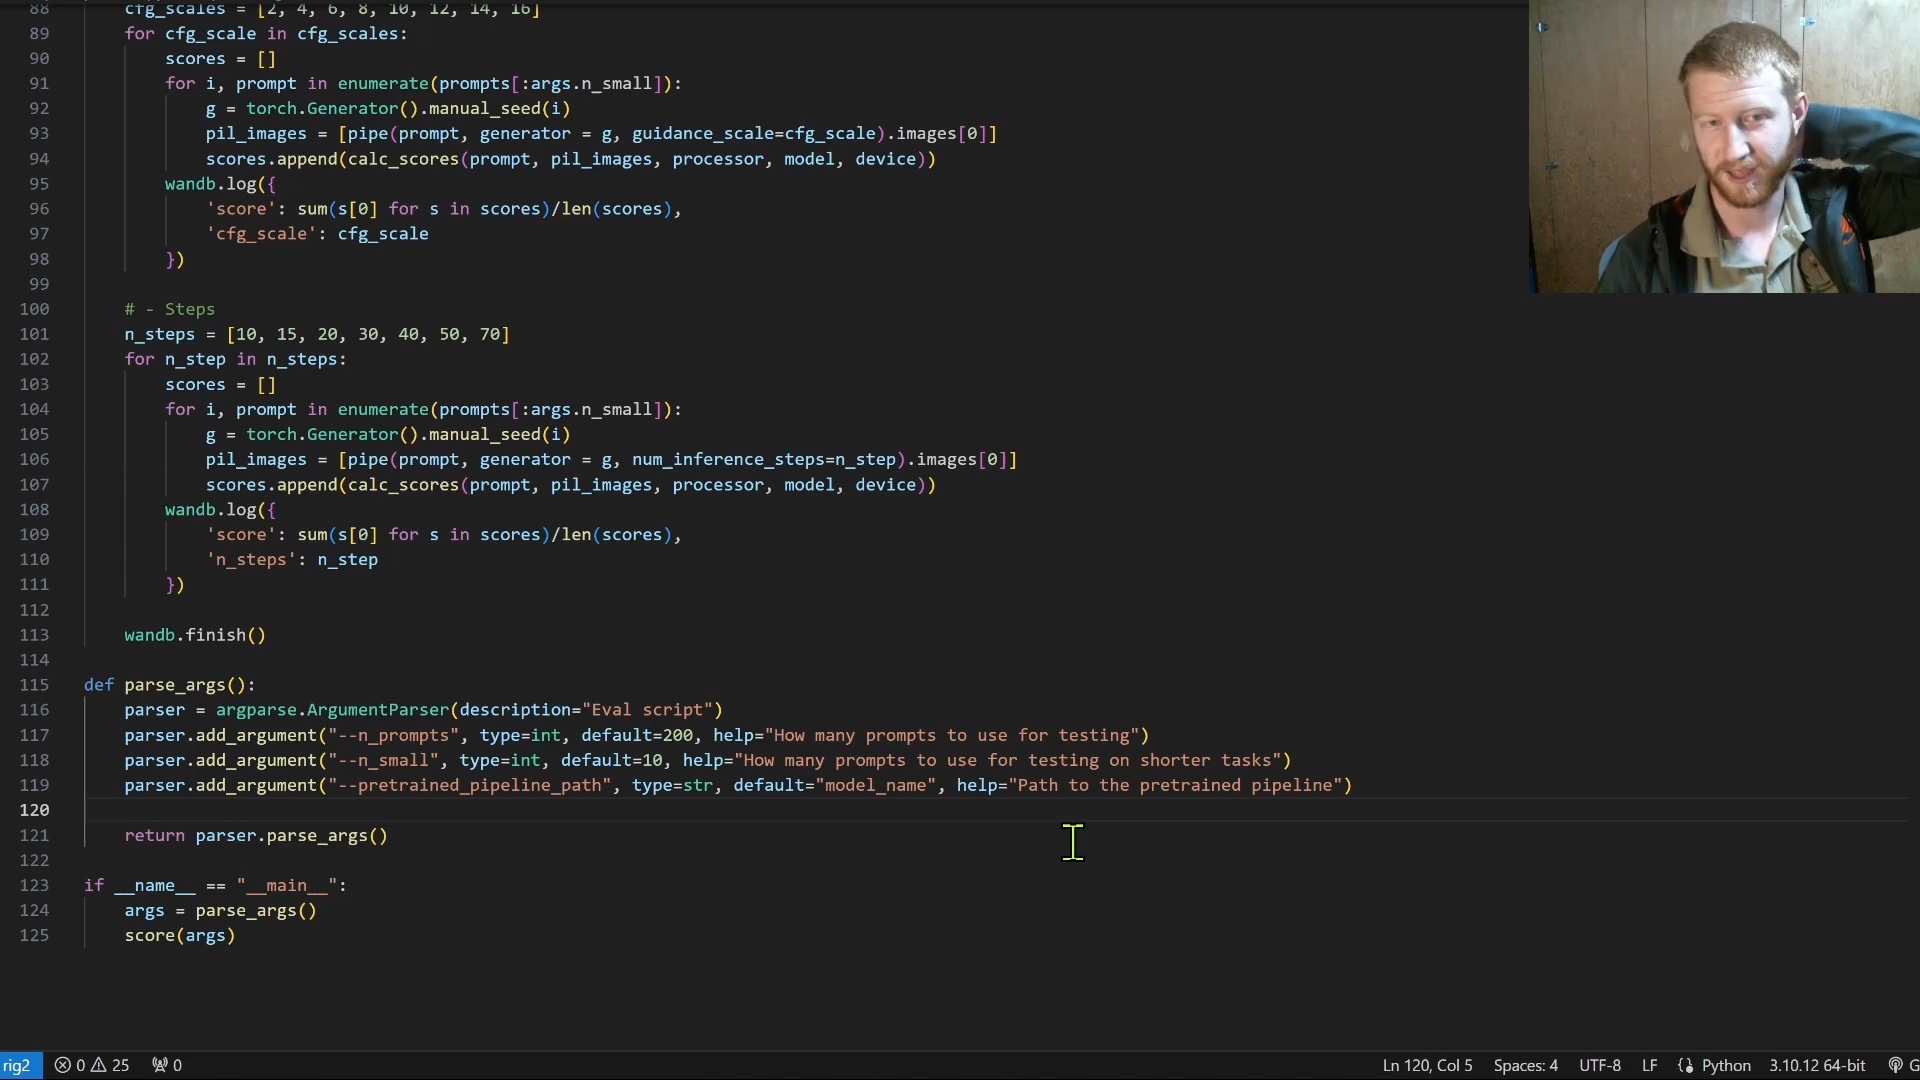 88 cfg_scales = [2, 4, 6, 8, 10, 12, 14, 16]
89 for cfg_scale in cfg_scales:
90 scores = []
91 for i, prompt in enumerate(prompts[:args.n_small]):
92 g = torch.Generator().manual_seed(i)
93 pil_images = [pipe(prompt, generator = g, guidance_scale=cfg_scale).images[0]]
94 scores.append(calc_scores(prompt, pil_images, processor, model, device))
95 wandb.log({
96 'score': sum(s[0] for s in scores)/len(scores),
97 'cfg_scale': cfg_scale
98 })
99
100 # - Steps
101 n_steps = [10, 15, 20, 30, 40, 50, 70]
102 for n_step in n_steps:
103 scores = []
104 for i, prompt in enumerate(prompts[:args.n_small]):
105 g = torch.Generator().manual_seed(i)
106 pil_images = [pipe(prompt, generator = g, num_inference_steps=n_step).images[0]]
107 scores.append(calc_scores(prompt, pil_images, processor, model, device))
108 wandb.log({
109 'score': sum(s[0] for s in scores)/len(scores),
110 'n_steps': n_step
111 })
112
113 wandb.finish()
114
115 def parse_args():
116 parser = argparse.ArgumentParser(description="Eval script")
117 parser.add_argument("--n_prompts", type=int, default=200, help="How many prompts to use for testing")
118 parser.add_argument("--n_small", type=int, default=10, help="How many prompts to use for testing on shorter tasks")
119 parser.add_argument("--pretrained_pipeline_path", type=str, default="model_name", help="Path to the pretrained pipeline")
120
121 return parser.parse_args()
122
123 if __name__ == "__main__":
124 args = parse_args()
125 score(args)
rig2 0 25 0 Ln 120, Col 5 Spaces: 4 UTF-8 LF Python 3.10.12 64-bit G